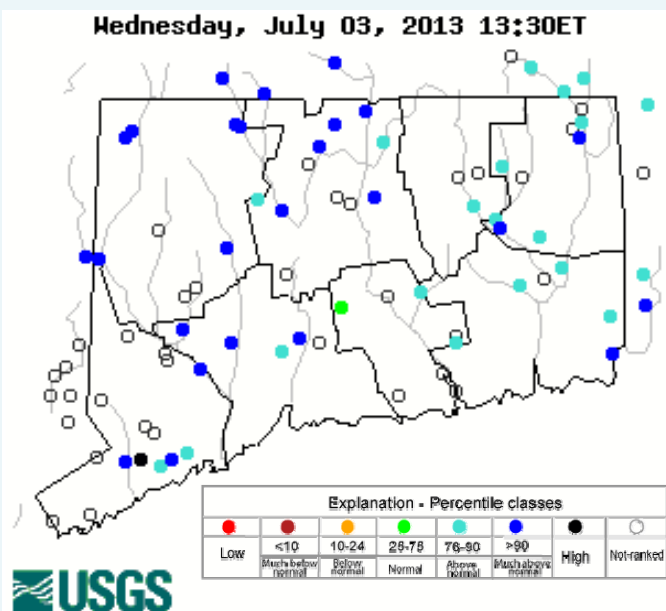 Wednesday, July 03, 2013 13:30ET
Explanation - Percentile classes
Low
≤10
10-24
25-75
76-90
>90
High
Not-ranked
Much below normal
Below normal
Normal
Above normal
Much above normal
USGS